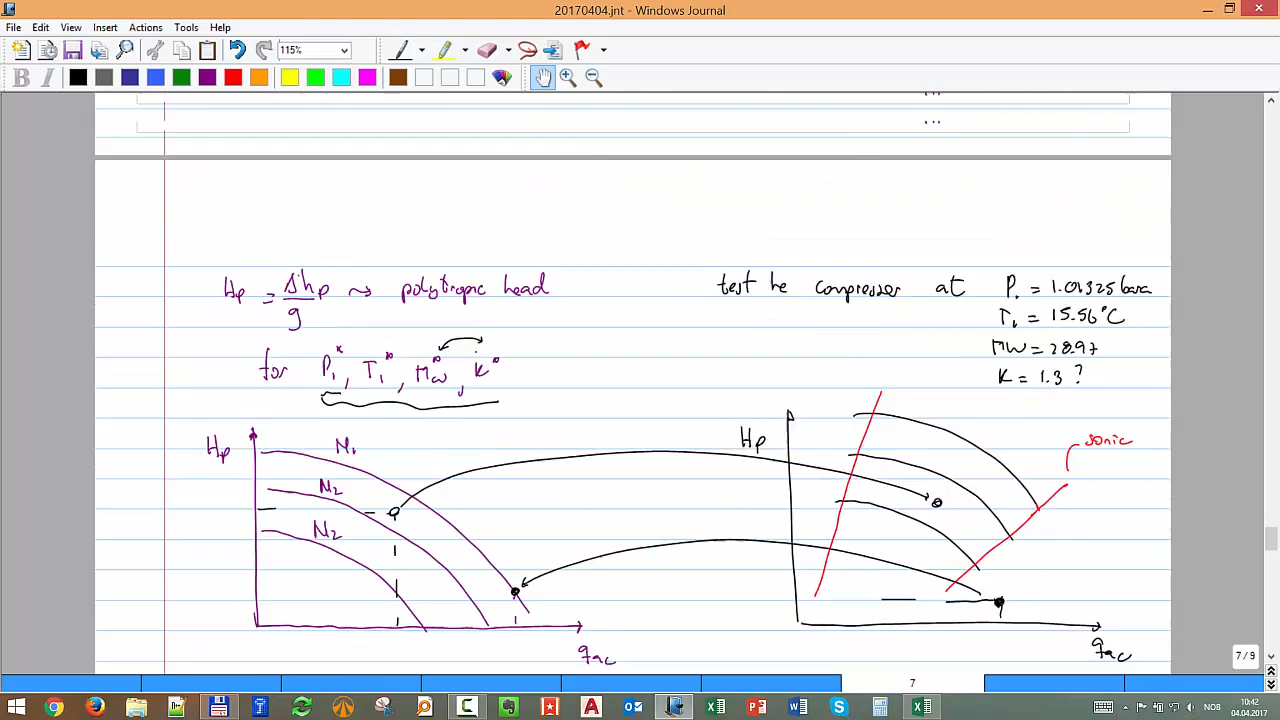 20170404.jnt - Windows Journal
File Edit View Insert Actions Tools Help
115%
B I
...
...
Hp = Δhp / g ⇝ polytropic head
for P₁*, T₁*, MW*, k*
test he compressor at P₁ = 1.01325 bara
T₁ = 15.56°C
MW = 28.97
K = 1.3 ?
Hp
N₁
N₂
N₂
qac
Hp
sonic
qac
7 / 9
7
NOB
10:42
04.04.2017